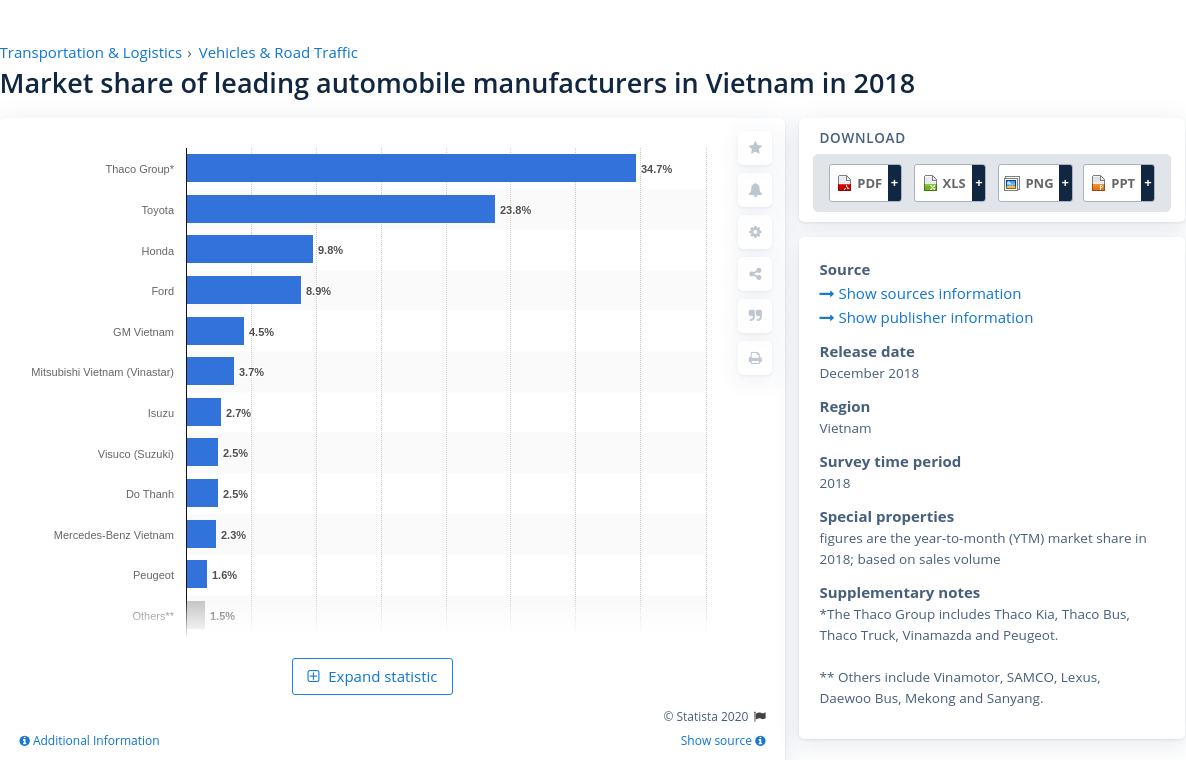 Transportation & Logistics › Vehicles & Road Traffic
Market share of leading automobile manufacturers in Vietnam in 2018
Thaco Group* 34.7%
Toyota 23.8%
Honda 9.8%
Ford 8.9%
GM Vietnam 4.5%
Mitsubishi Vietnam (Vinastar) 3.7%
Isuzu 2.7%
Visuco (Suzuki) 2.5%
Do Thanh 2.5%
Mercedes-Benz Vietnam 2.3%
Peugeot 1.6%
Others** 1.5%
Expand statistic
© Statista 2020
Additional Information
Show source
DOWNLOAD
PDF + XLS + PNG + PPT +
Source
Show sources information
Show publisher information
Release date
December 2018
Region
Vietnam
Survey time period
2018
Special properties
figures are the year-to-month (YTM) market share in
2018; based on sales volume
Supplementary notes
*The Thaco Group includes Thaco Kia, Thaco Bus,
Thaco Truck, Vinamazda and Peugeot.
** Others include Vinamotor, SAMCO, Lexus,
Daewoo Bus, Mekong and Sanyang.